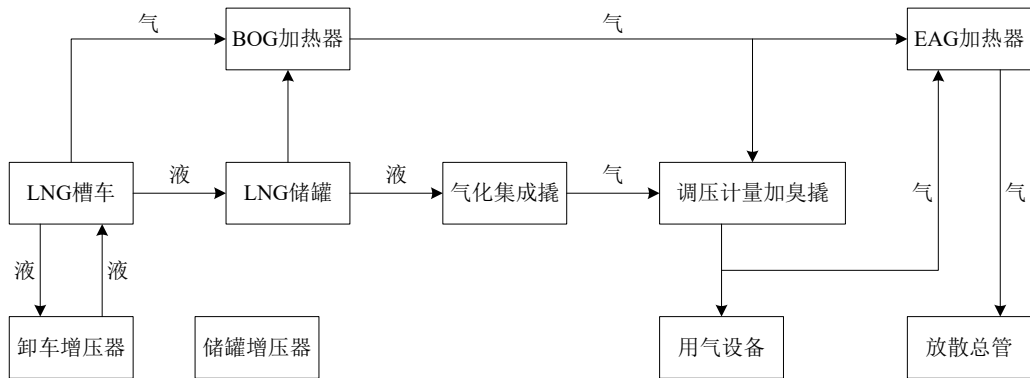 气
气
BOG加热器
EAG加热器
液
液
气
气
气
LNG槽车
LNG储罐
气化集成撬
调压计量加臭撬
液
液
卸车增压器
储罐增压器
用气设备
放散总管